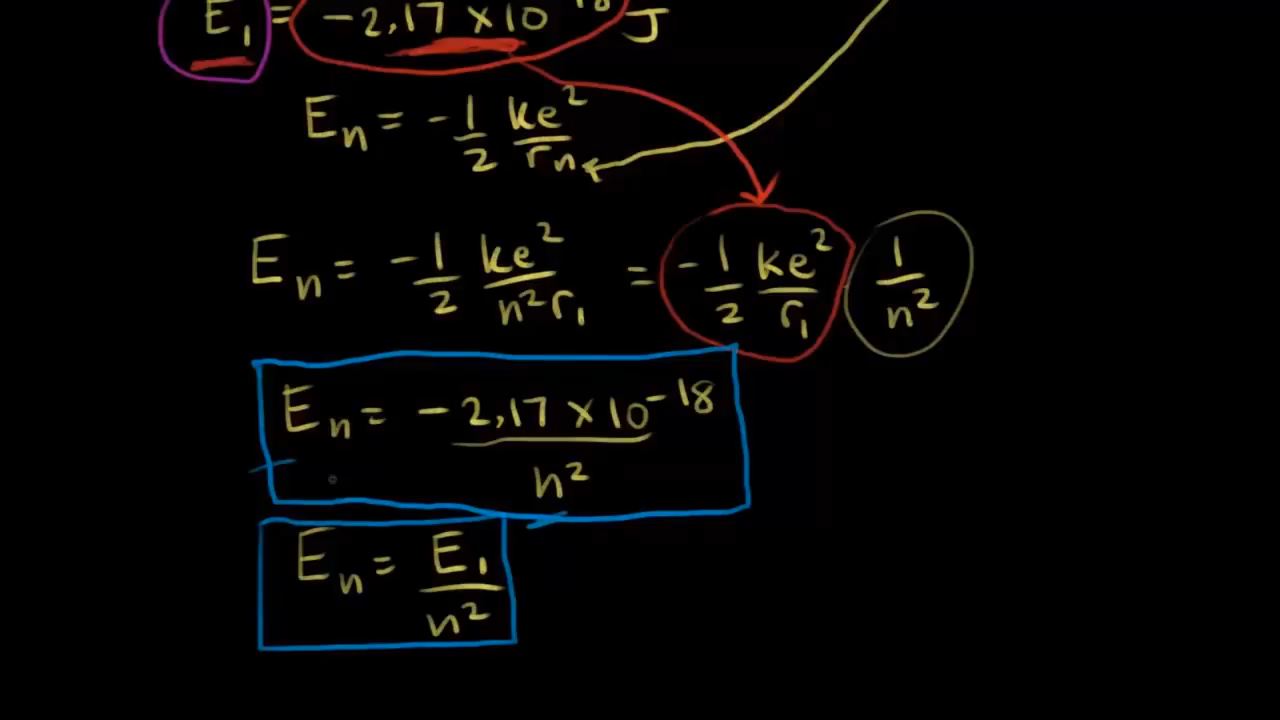 E₁ = -2.17 × 10⁻¹⁸ J
Eₙ = -1/2 ke²/rₙ
Eₙ = -1/2 ke²/n²r₁ = -1/2 ke²/r₁ 1/n²
Eₙ = -2.17 × 10⁻¹⁸/n²
Eₙ = E₁/n²